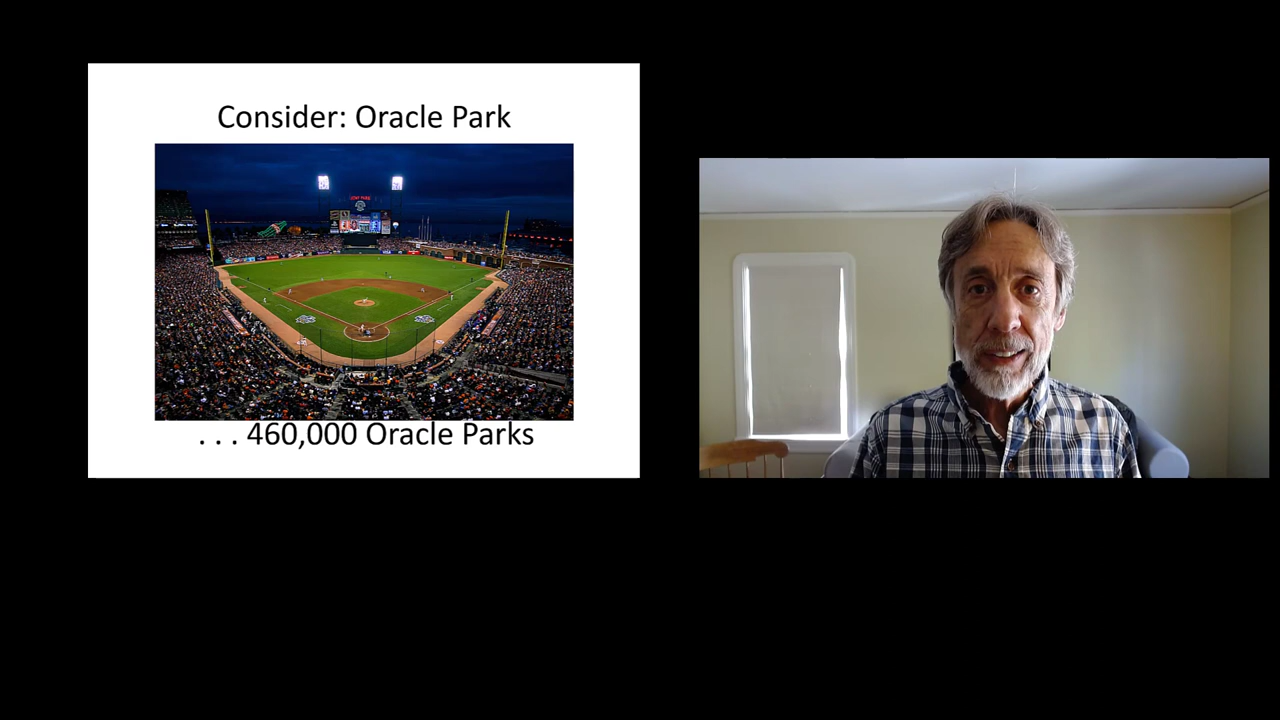 Consider: Oracle Park
. . . 460,000 Oracle Parks